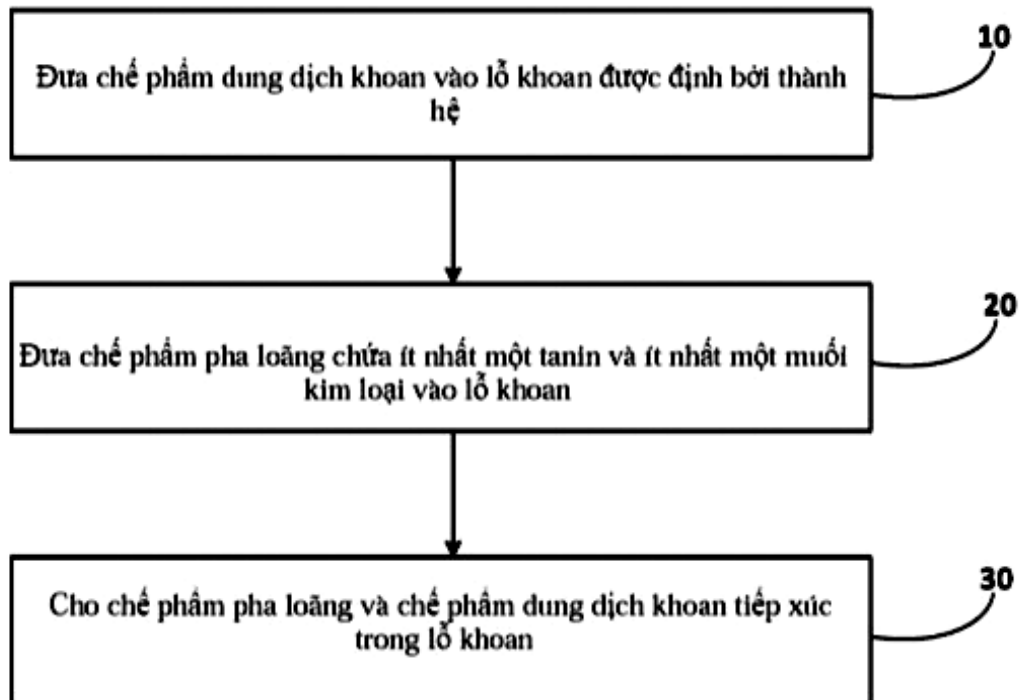 10
Đưa chế phẩm dung dịch khoan vào lỗ khoan được định bởi thành
hệ
20
Đưa chế phẩm pha loãng chứa ít nhất một tanin và ít nhất một muối
kim loại vào lỗ khoan
30
Cho chế phẩm pha loãng và chế phẩm dung dịch khoan tiếp xúc
trong lỗ khoan